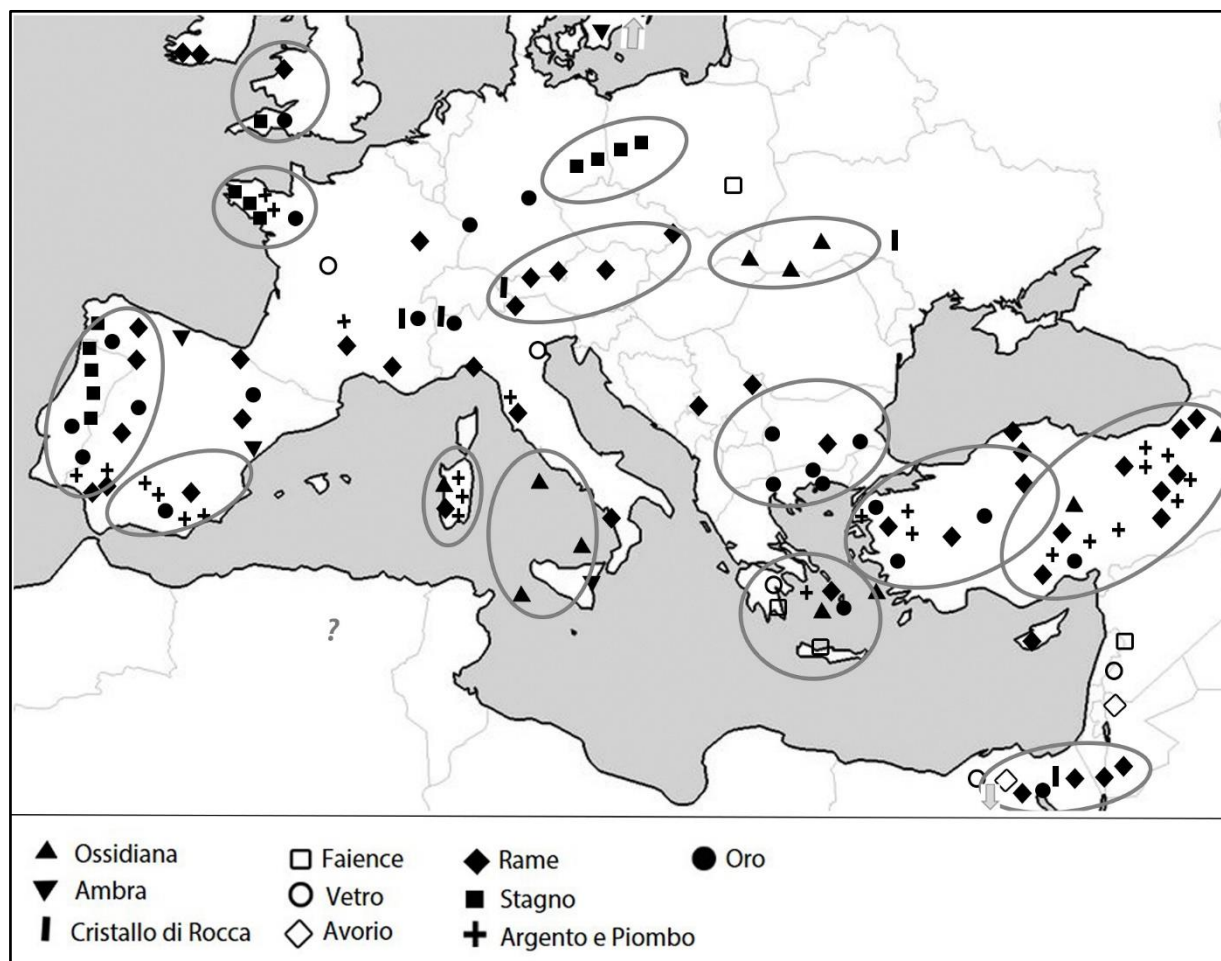 ?
Ossidiana
Ambra
Cristallo di Rocca
Faience
Vetro
Avorio
Rame
Stagno
Argento e Piombo
Oro